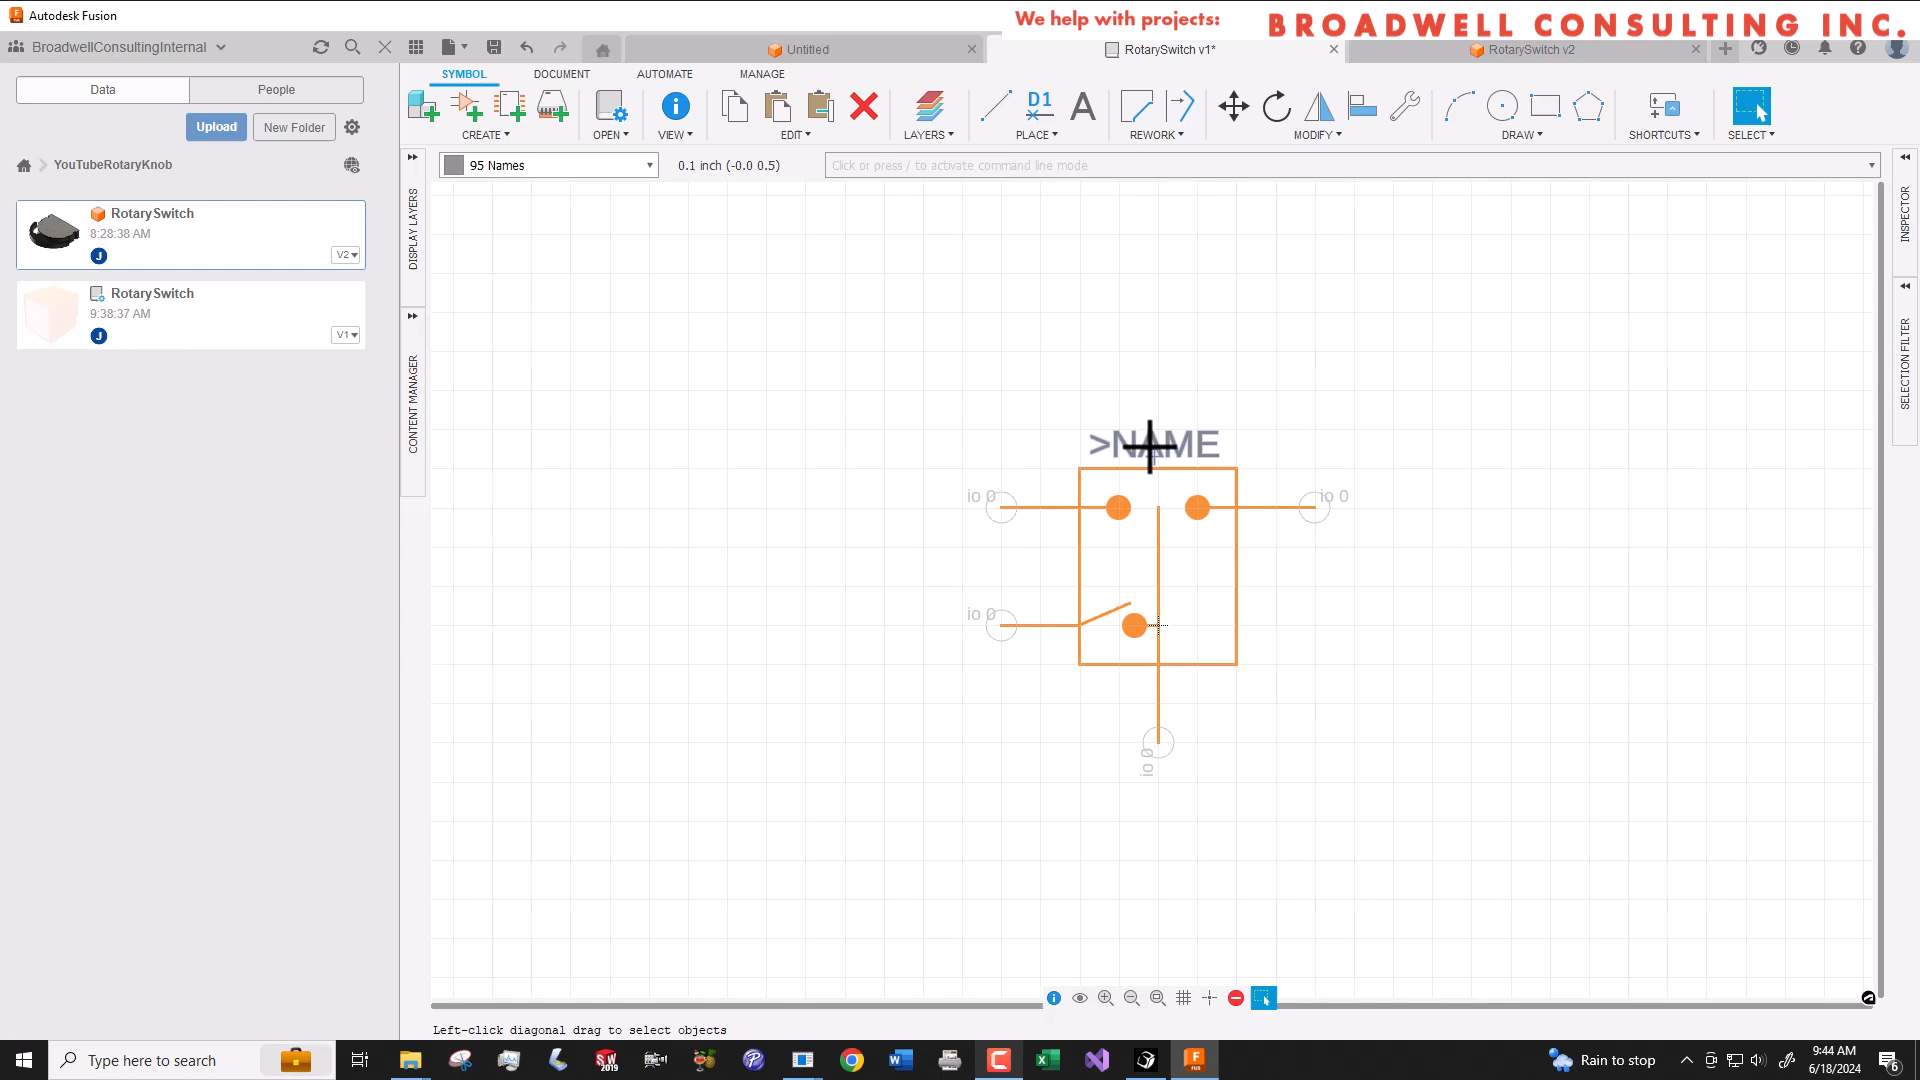 Autodesk Fusion
We help with projects:
BROADWELL CONSULTING INC.
BroadwellConsultingInternal
Untitled
RotarySwitch v1*
RotarySwitch v2
Data
People
Upload
New Folder
YouTubeRotaryKnob
RotarySwitch
8:28:38 AM
J
V2
RotarySwitch
9:38:37 AM
J
V1
SYMBOL
DOCUMENT
AUTOMATE
MANAGE
D1
A
CREATE
OPEN
VIEW
EDIT
LAYERS
PLACE
REWORK
MODIFY
DRAW
SHORTCUTS
SELECT
95 Names
0.1 inch (-0.0 0.5)
Click or press / to activate command line mode
DISPLAY LAYERS
CONTENT MANAGER
INSPECTOR
SELECTION FILTER
>NAME
io 0
io 0
io 0
io 0
Left-click diagonal drag to select objects
Type here to search
SW
2019
Rain to stop
9:44 AM
6/18/2024
6